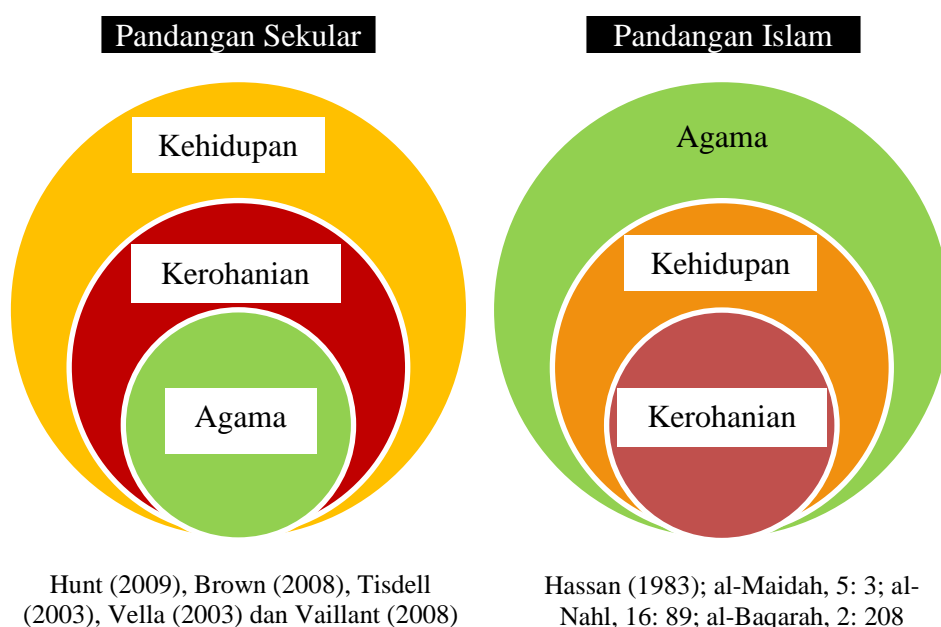 Pandangan Sekular
Kehidupan
Kerohanian
Agama
Hunt (2009), Brown (2008), Tisdell
(2003), Vella (2003) dan Vaillant (2008)
Pandangan Islam
Agama
Kehidupan
Kerohanian
Hassan (1983); al-Maidah, 5: 3; al-
Nahl, 16: 89; al-Baqarah, 2: 208